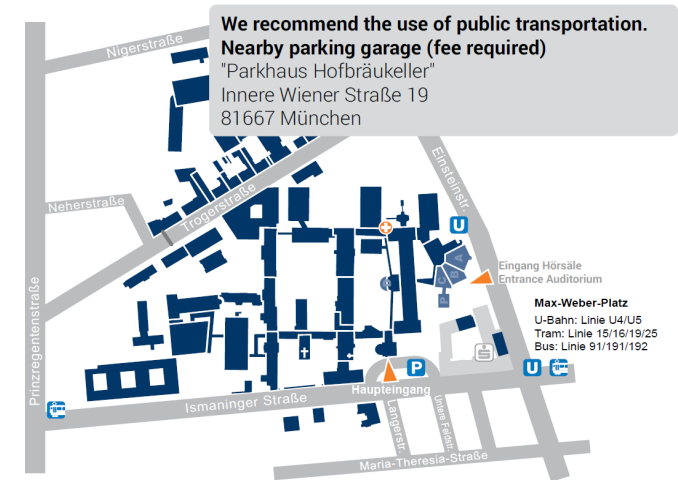 We recommend the use of public transportation.
Nearby parking garage (fee required)
"Parkhaus Hofbräukeller"
Innere Wiener Straße 19
81667 München
Nigerstraße
Einsteinstr.
Neherstraße
Trogerstraße
U
A
B
C
D
P
Eingang Hörsäle
Entrance Auditorium
Prinzregentenstraße
Max-Weber-Platz
U-Bahn: Linie U4/U5
Tram: Linie 15/16/19/25
Bus: Linie 91/191/192
P
U
Haupteingang
Ismaninger Straße
Langerstr.
Untere Feldstr.
Maria-Theresia-Straße